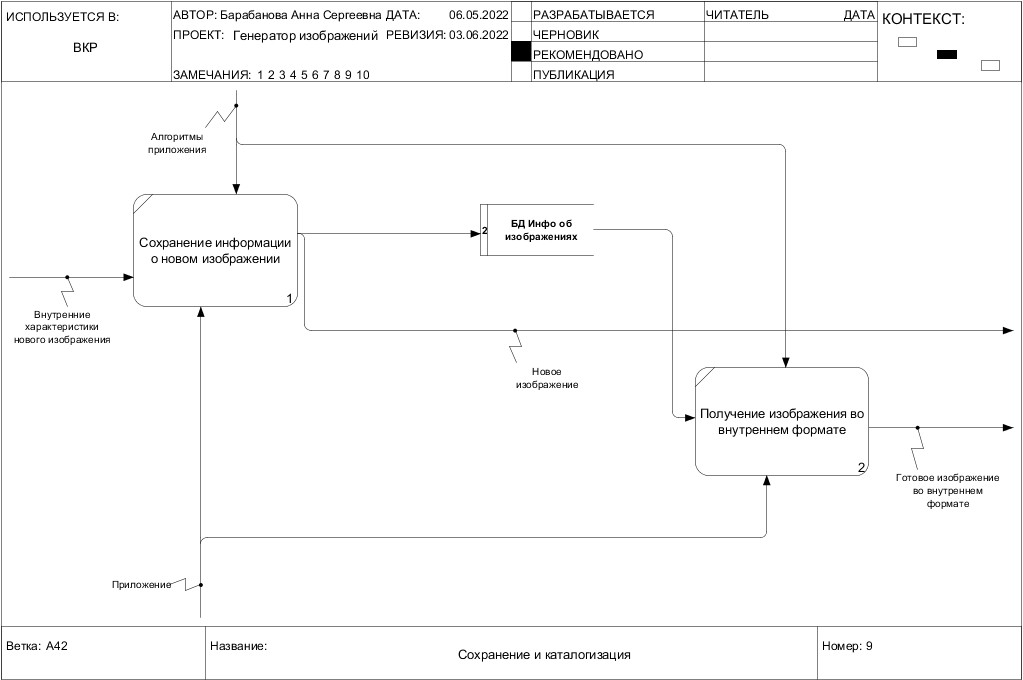 ИСПОЛЬЗУЕТСЯ В:
ВКР
АВТОР: Барабанова Анна Сергеевна ДАТА: 06.05.2022
ПРОЕКТ: Генератор изображений РЕВИЗИЯ: 03.06.2022
ЗАМЕЧАНИЯ: 1 2 3 4 5 6 7 8 9 10
РАЗРАБАТЫВАЕТСЯ
ЧЕРНОВИК
РЕКОМЕНДОВАНО
ПУБЛИКАЦИЯ
ЧИТАТЕЛЬ ДАТА
КОНТЕКСТ:
Алгоритмы
приложения
Сохранение информации
о новом изображении
1
2
БД Инфо об
изображениях
Внутренние
характеристики
нового изображения
Новое
изображение
Получение изображения во
внутреннем формате
2
Готовое изображение
во внутреннем
формате
Приложение
Ветка: A42
Название:
Сохранение и каталогизация
Номер: 9